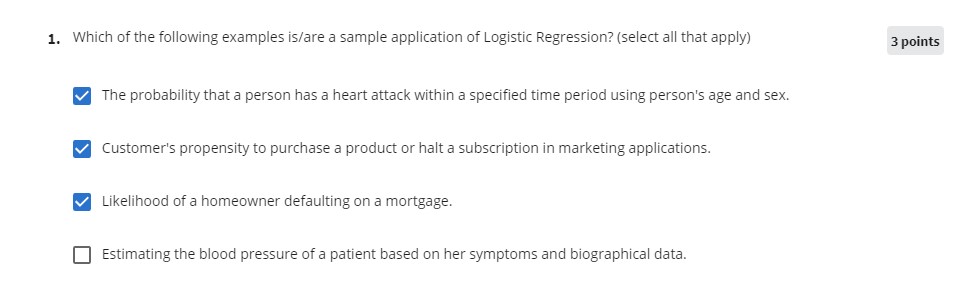 1. Which of the following examples is/are a sample application of Logistic Regression? (select all that apply)
3 points
The probability that a person has a heart attack within a specified time period using person's age and sex.
Customer's propensity to purchase a product or halt a subscription in marketing applications.
Likelihood of a homeowner defaulting on a mortgage.
Estimating the blood pressure of a patient based on her symptoms and biographical data.